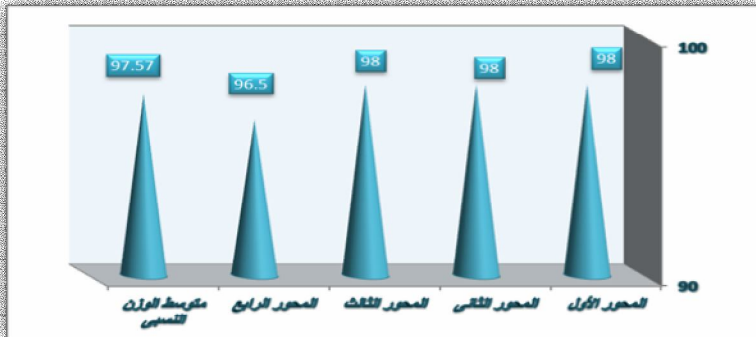 100
98
98
98
96.5
97.57
90
المحور الأول
المحور الثانى
المحور الثالث
المحور الرابع
متوسط الوزن
النسبي